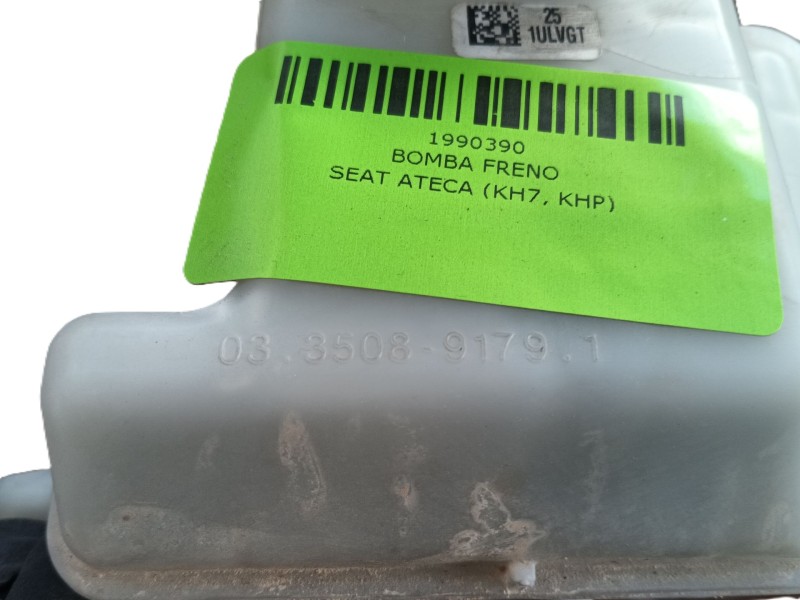 25
1ULVGT
1990390
BOMBA FRENO
SEAT ATECA (KH7, KHP)
03.3508-9179.1